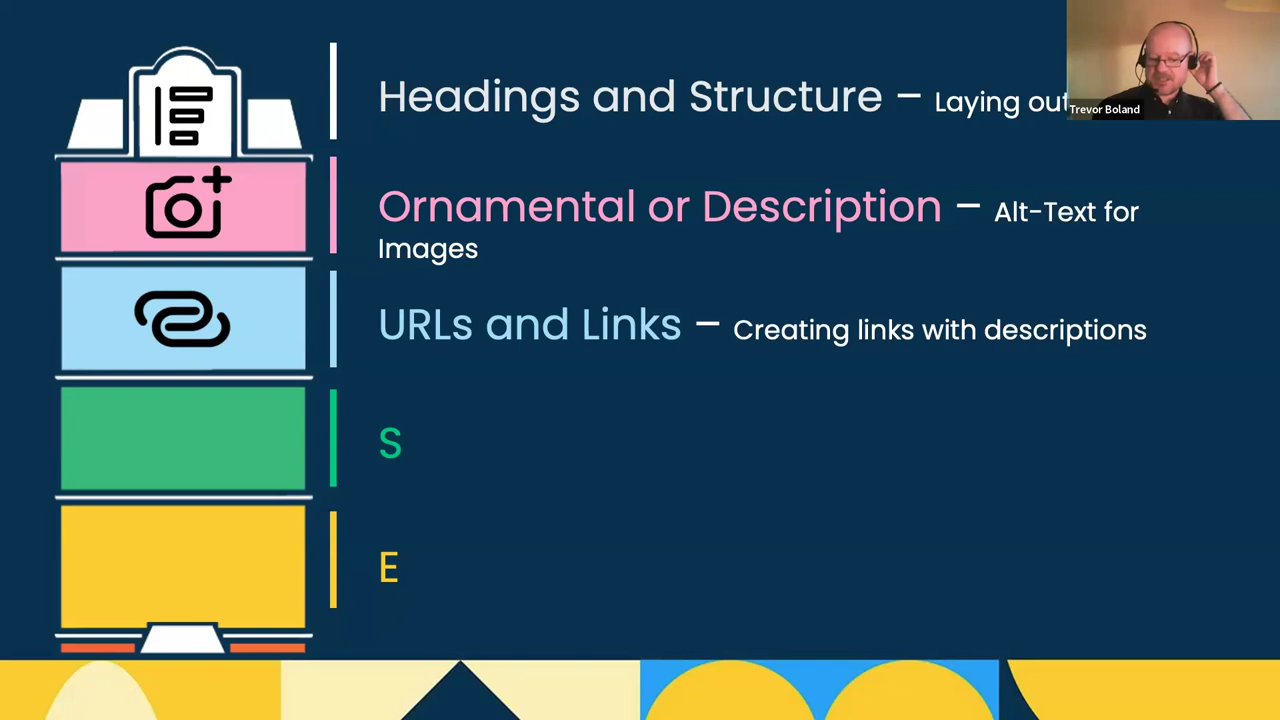 Headings and Structure – Laying out
Trevor Boland
Ornamental or Description – Alt-Text for
Images
URLs and Links – Creating links with descriptions
S
E